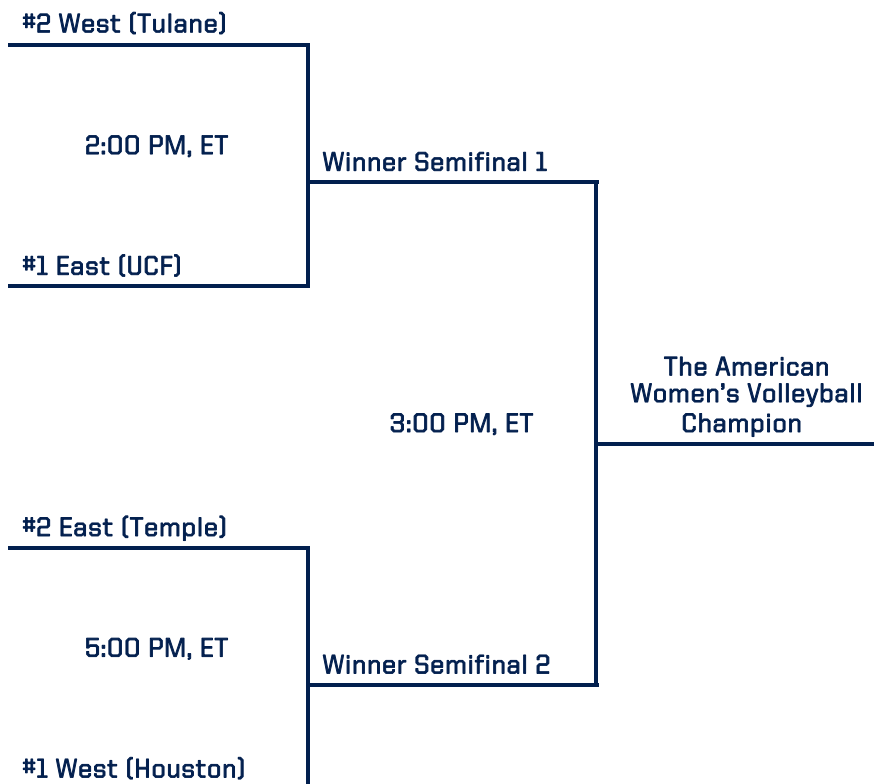 #2 West (Tulane)
2:00 PM, ET
Winner Semifinal 1
#1 East (UCF)
The American
Women's Volleyball
Champion
3:00 PM, ET
#2 East (Temple)
5:00 PM, ET
Winner Semifinal 2
#1 West (Houston)